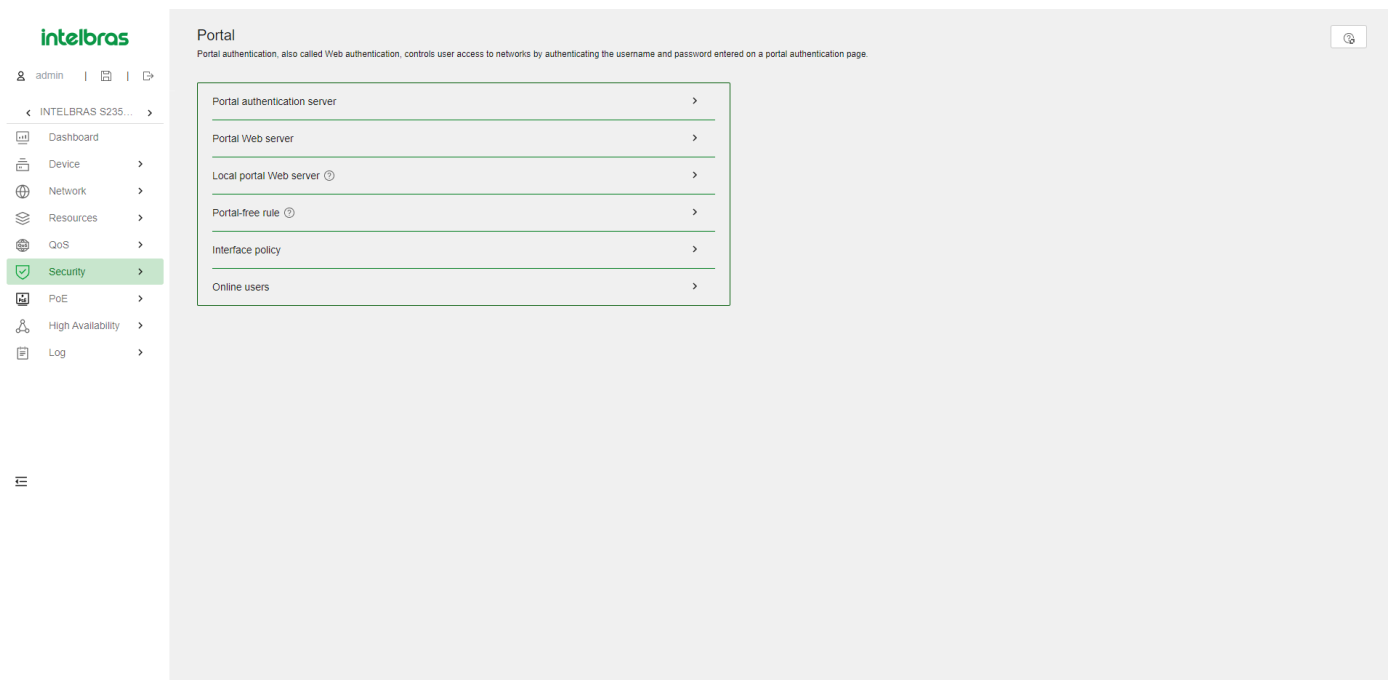 intelbras
admin | |
INTELBRAS S235...
Dashboard
Device
Network
Resources
QoS
Security
PoE
High Availability
Log
Portal
Portal authentication, also called Web authentication, controls user access to networks by authenticating the username and password entered on a portal authentication page.
Portal authentication server
Portal Web server
Local portal Web server
Portal-free rule
Interface policy
Online users